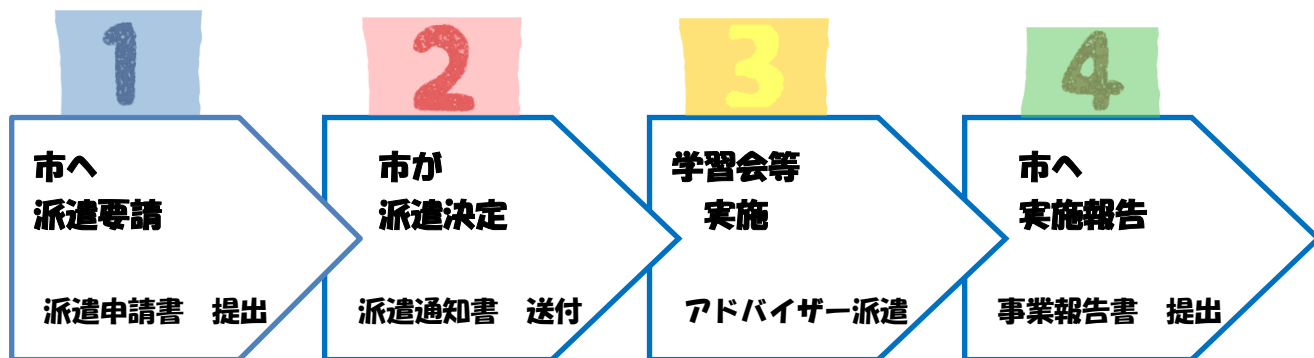 1
市へ
派遣要請
派遣申請書　提出
2
市が
派遣決定
派遣通知書　送付
3
学習会等
実施
アドバイザー派遣
4
市へ
実施報告
事業報告書　提出